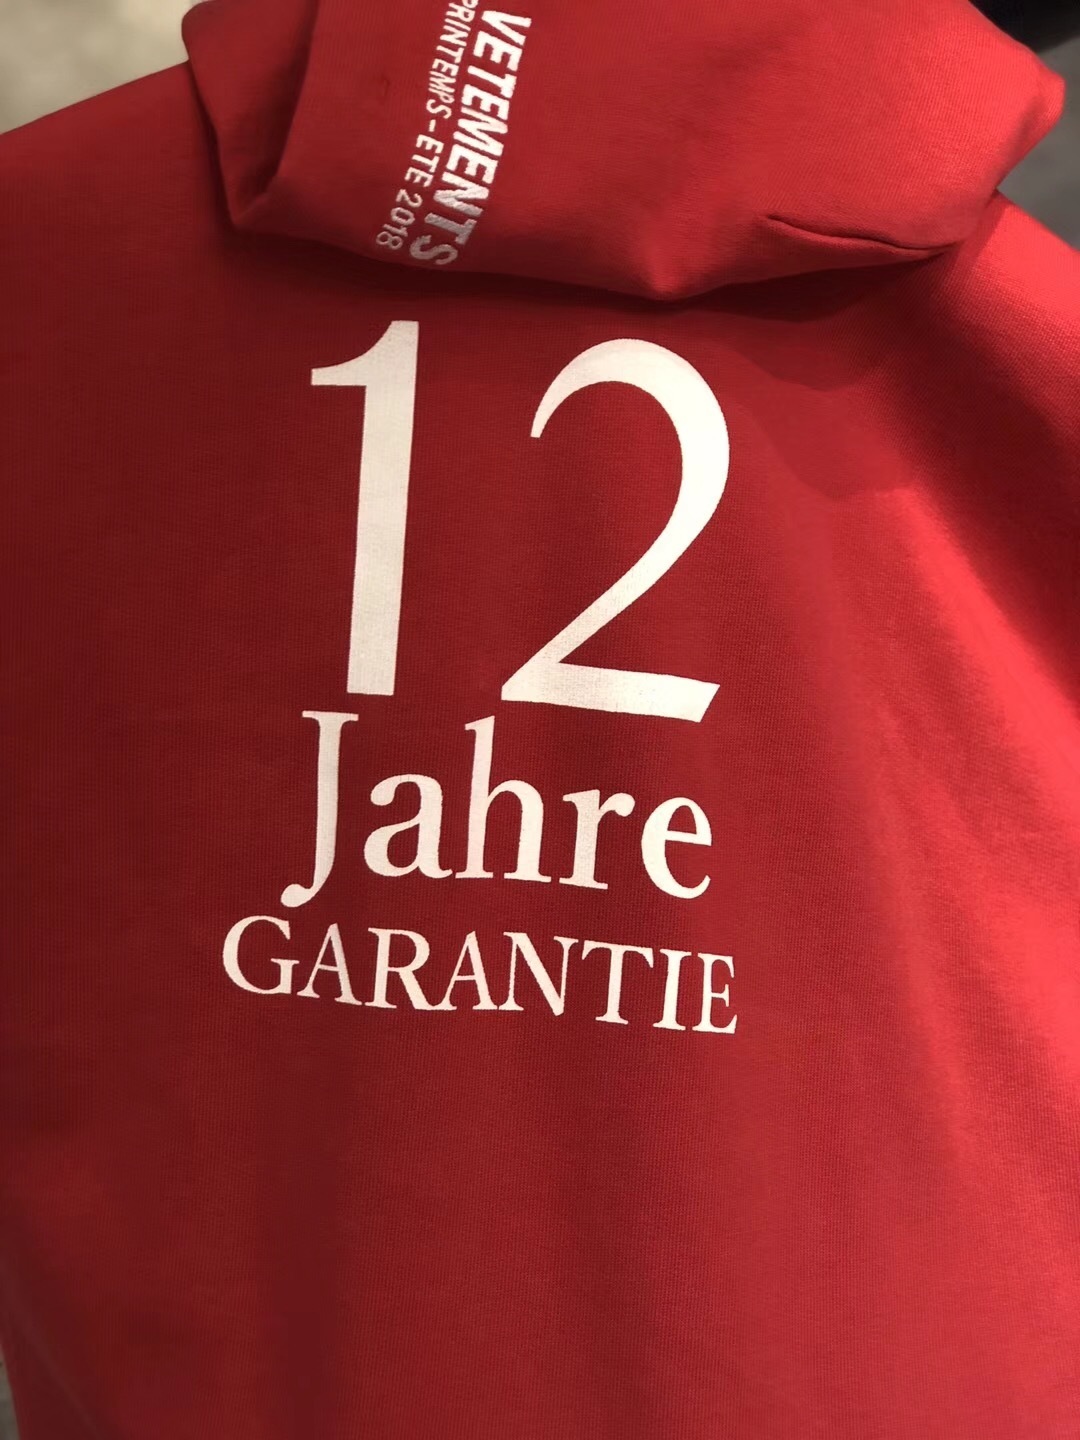 VETEMENTS
PRINTEMPS-ETE 2018
12
Jahre
GARANTIE